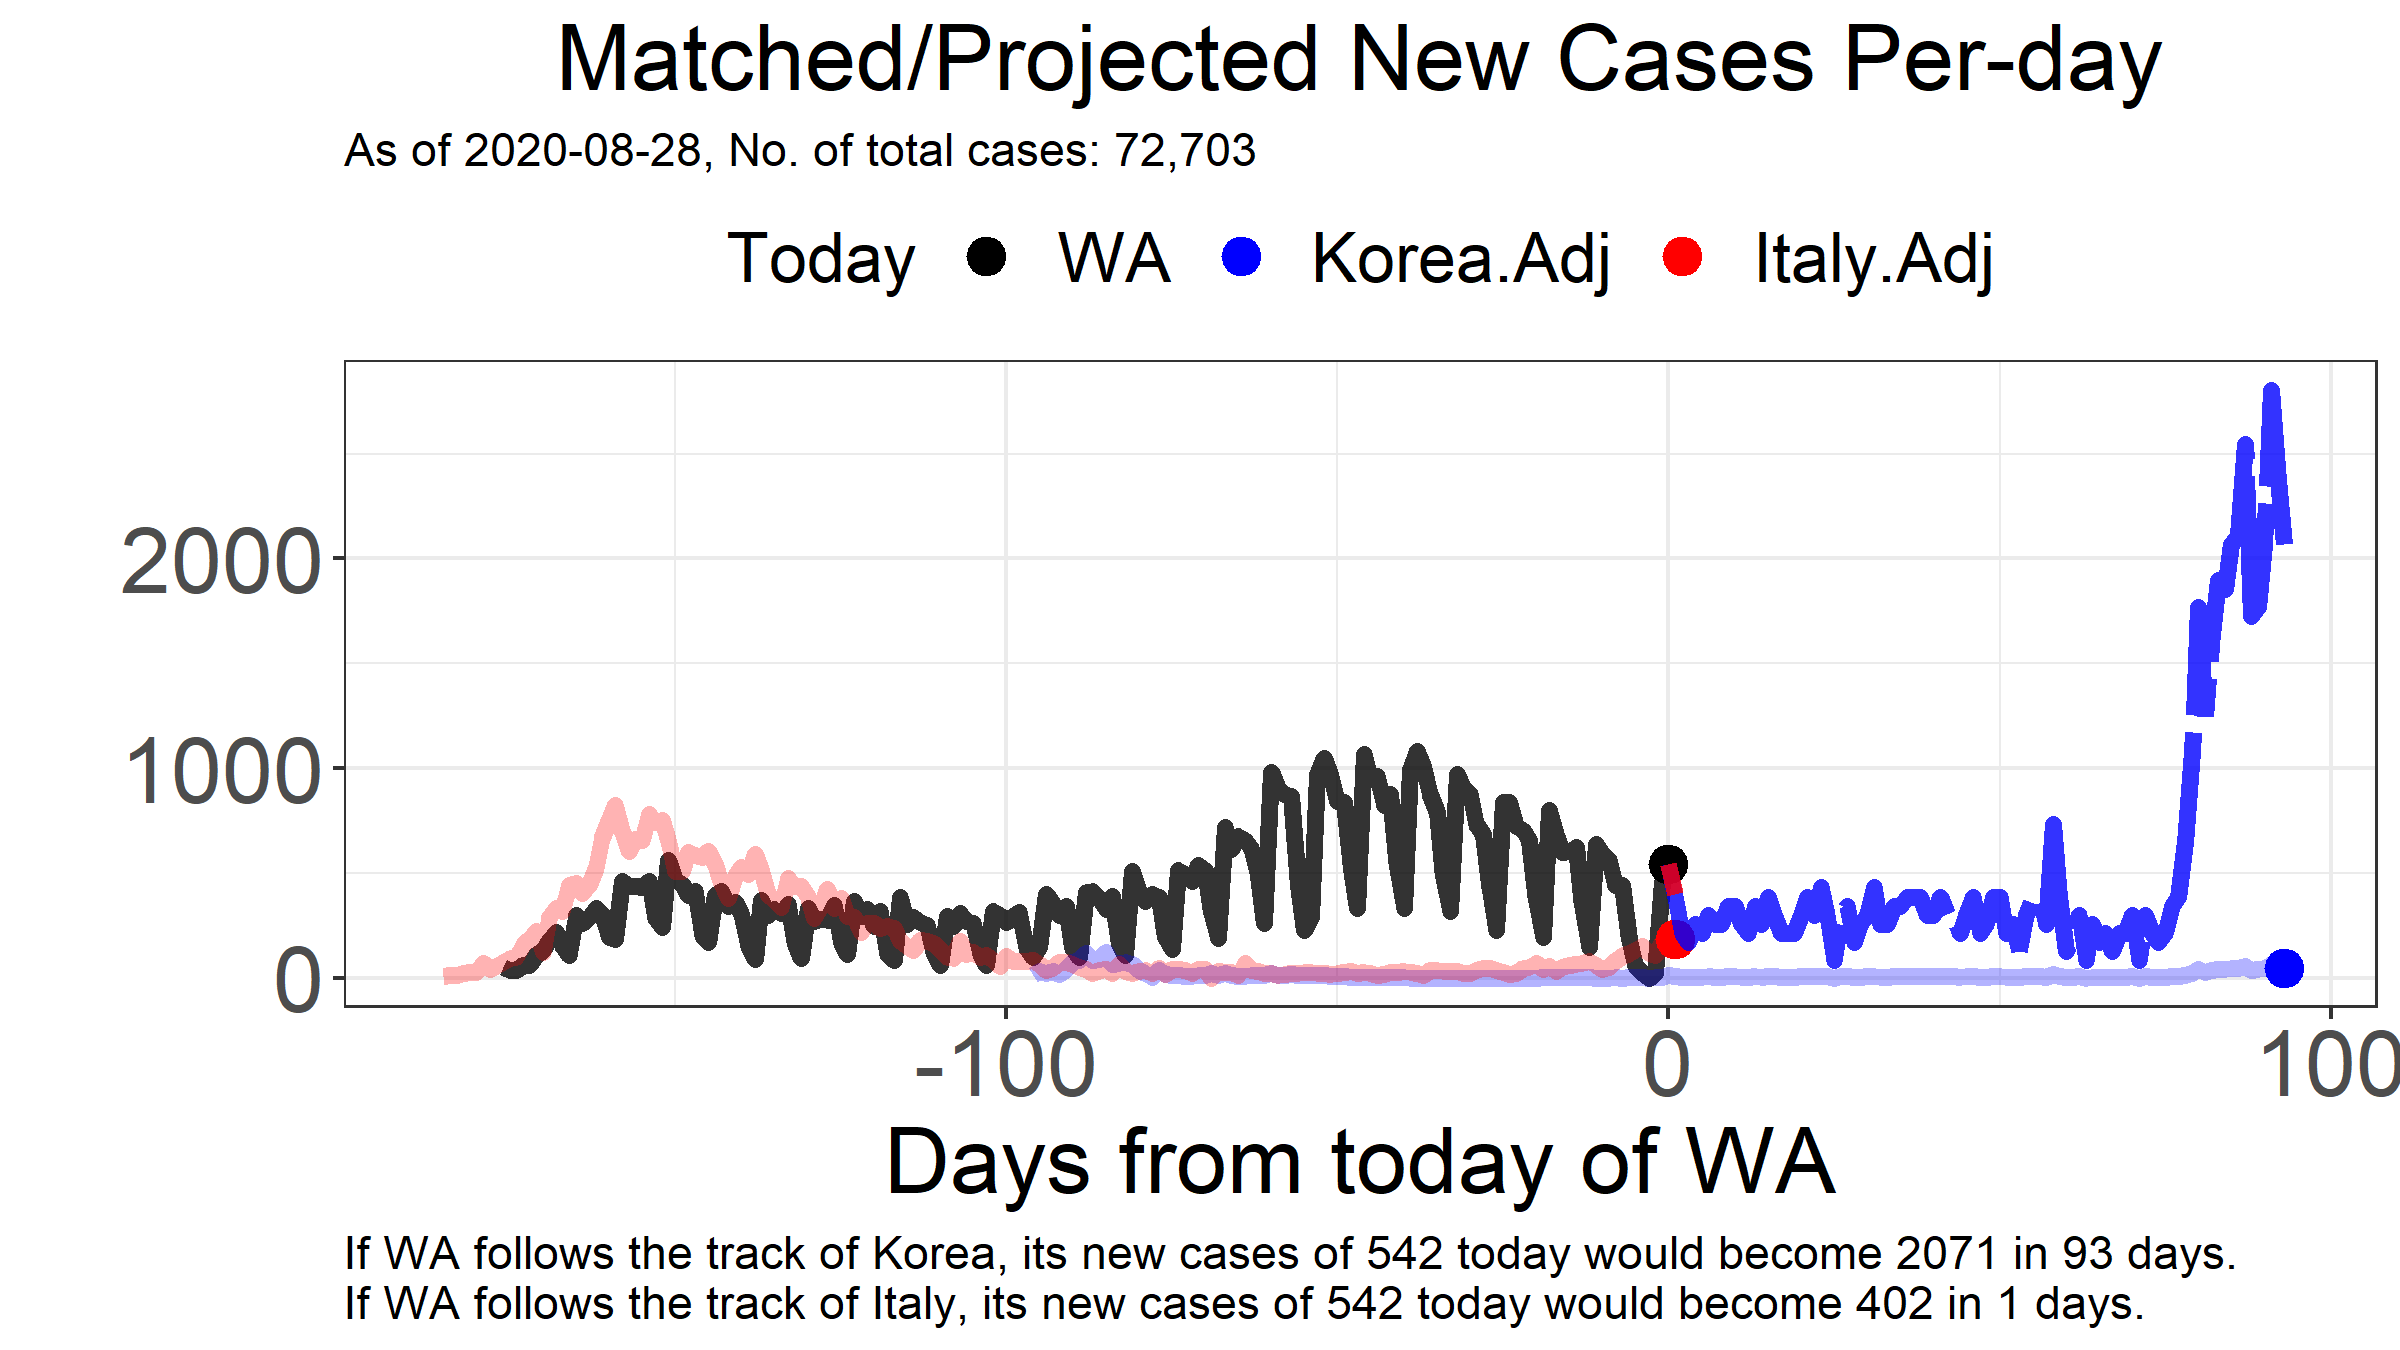 Matched/Projected New Cases Per-day
As of 2020-08-28, No. of total cases: 72,703
Today WA Korea.Adj Italy.Adj
2000
1000
0
-100 0 100
Days from today of WA
If WA follows the track of Korea, its new cases of 542 today would become 2071 in 93 days.
If WA follows the track of Italy, its new cases of 542 today would become 402 in 1 days.